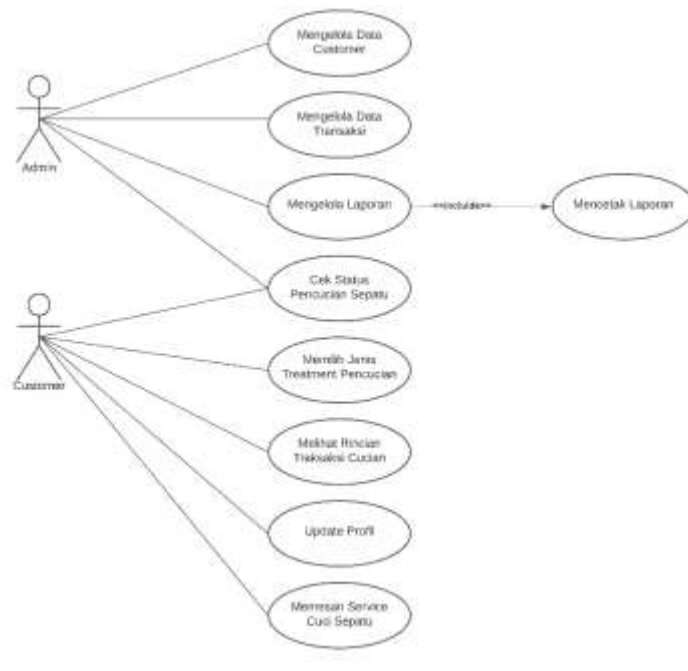 Mengelola Data
Customer
Mengelola Data
Transaksi
Admin
Mengelola Laporan
<<include>>
Mencetak Laporan
Cek Status
Pencucian Sepatu
Customer
Memilih Jenis
Treatment Pencucian
Melihat Rincian
Traksaksi Cucian
Update Profil
Memesan Service
Cuci Sepatu